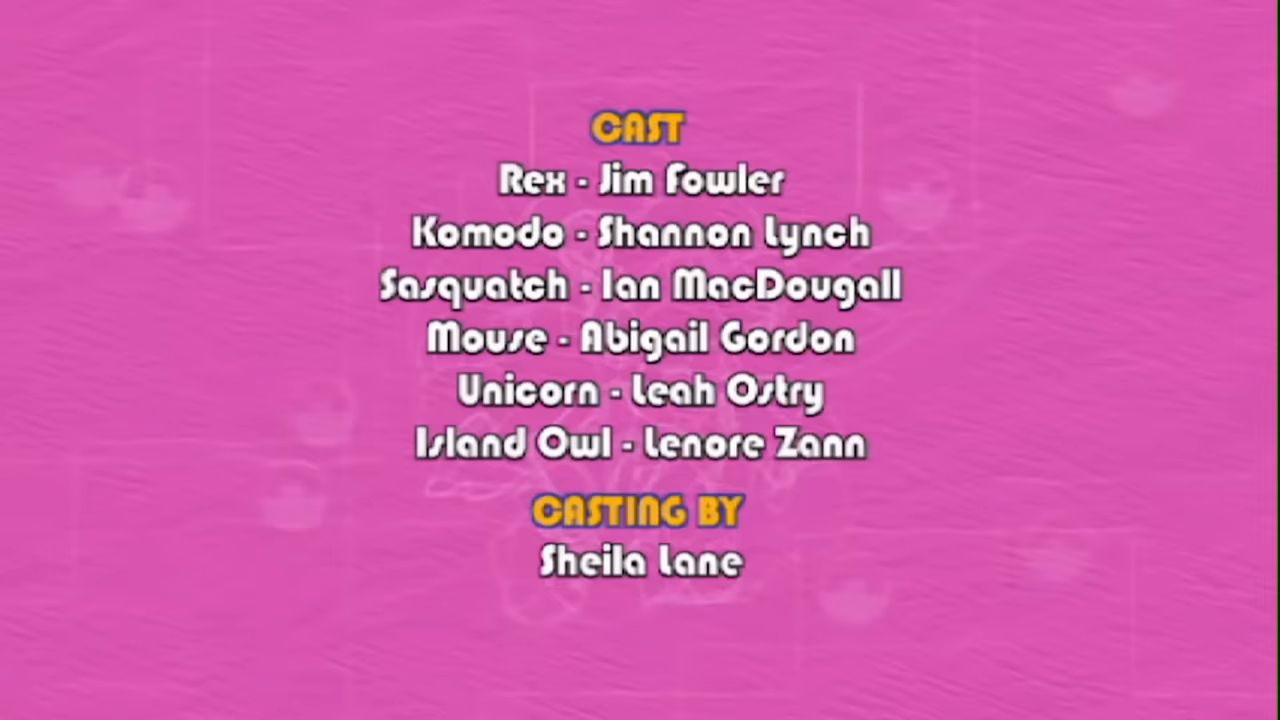 CAST
Rex - Jim Fowler
Komodo - Shannon Lynch
Sasquatch - Ian MacDougall
Mouse - Abigail Gordon
Unicorn - Leah Ostry
Island Owl - Lenore Zann
CASTING BY
Sheila Lane